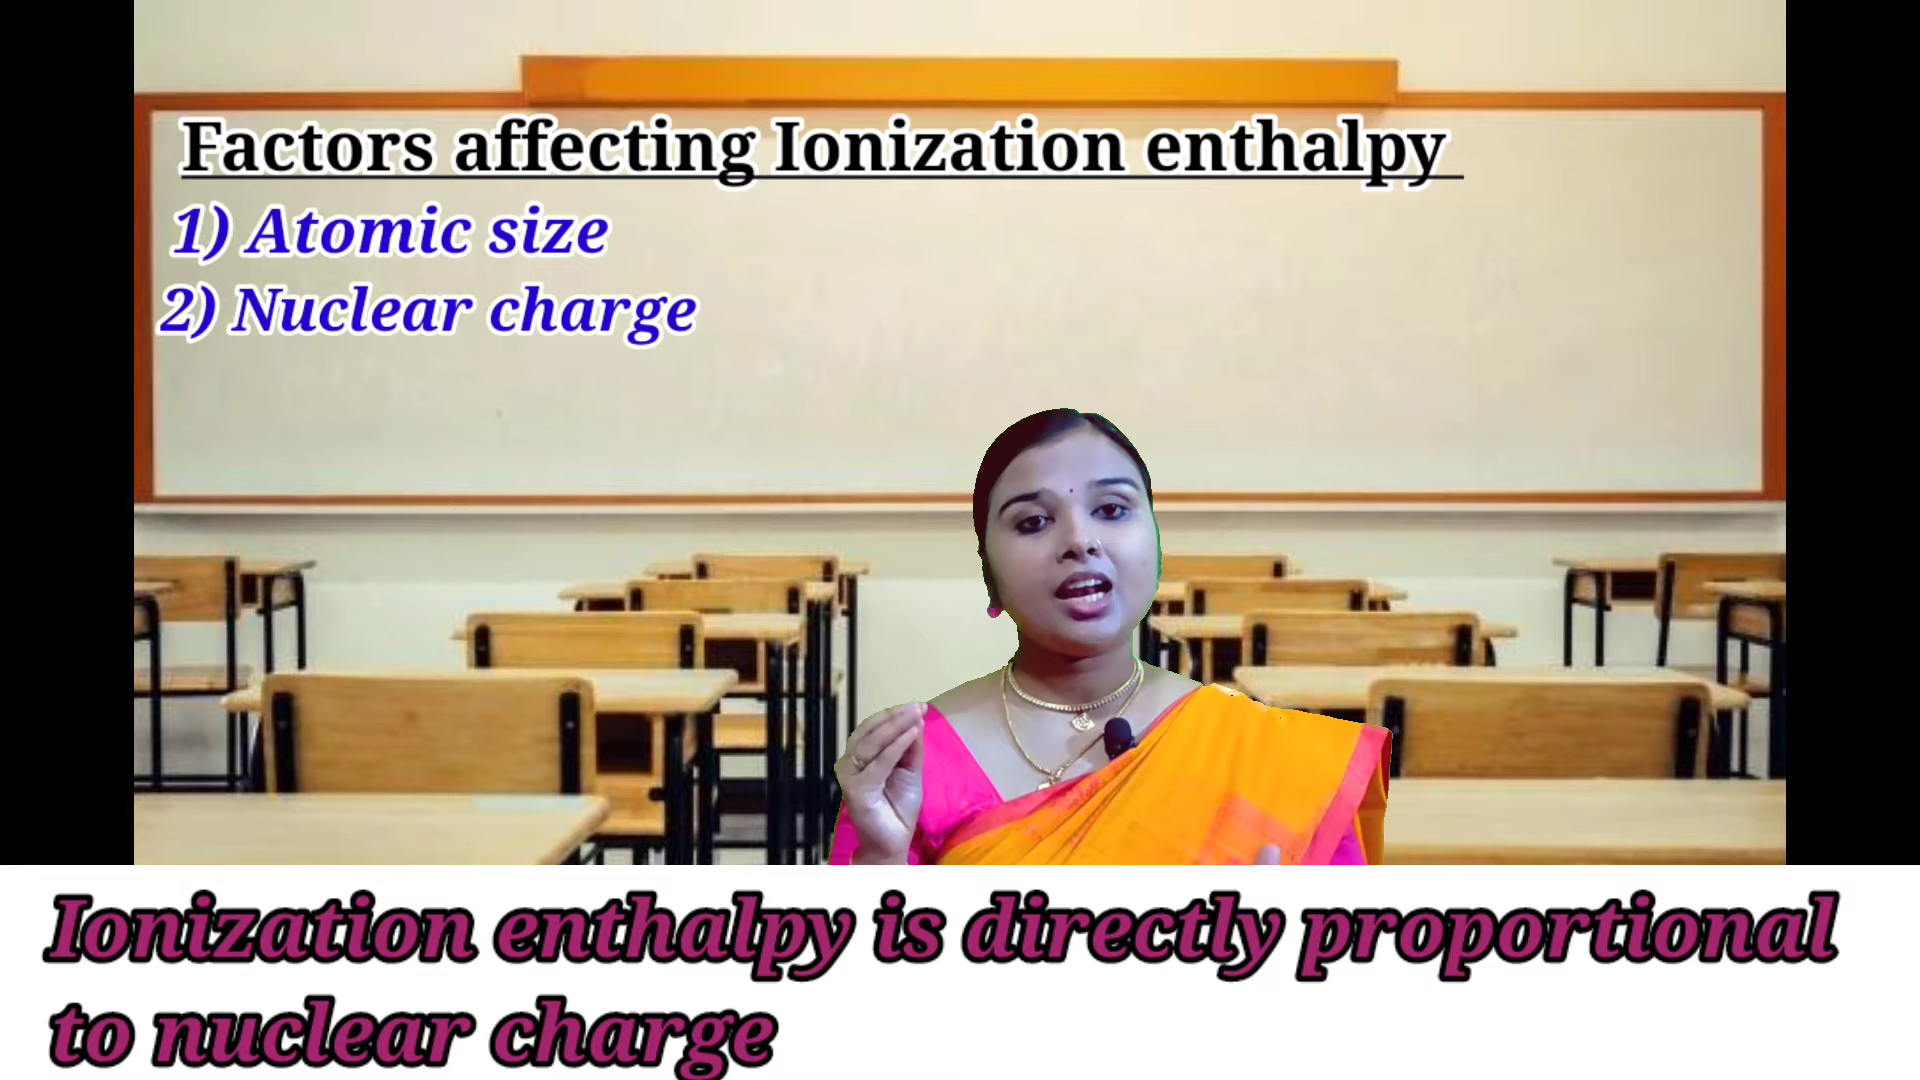 Factors affecting Ionization enthalpy
1) Atomic size
2) Nuclear charge
Ionization enthalpy is directly proportional
to nuclear charge